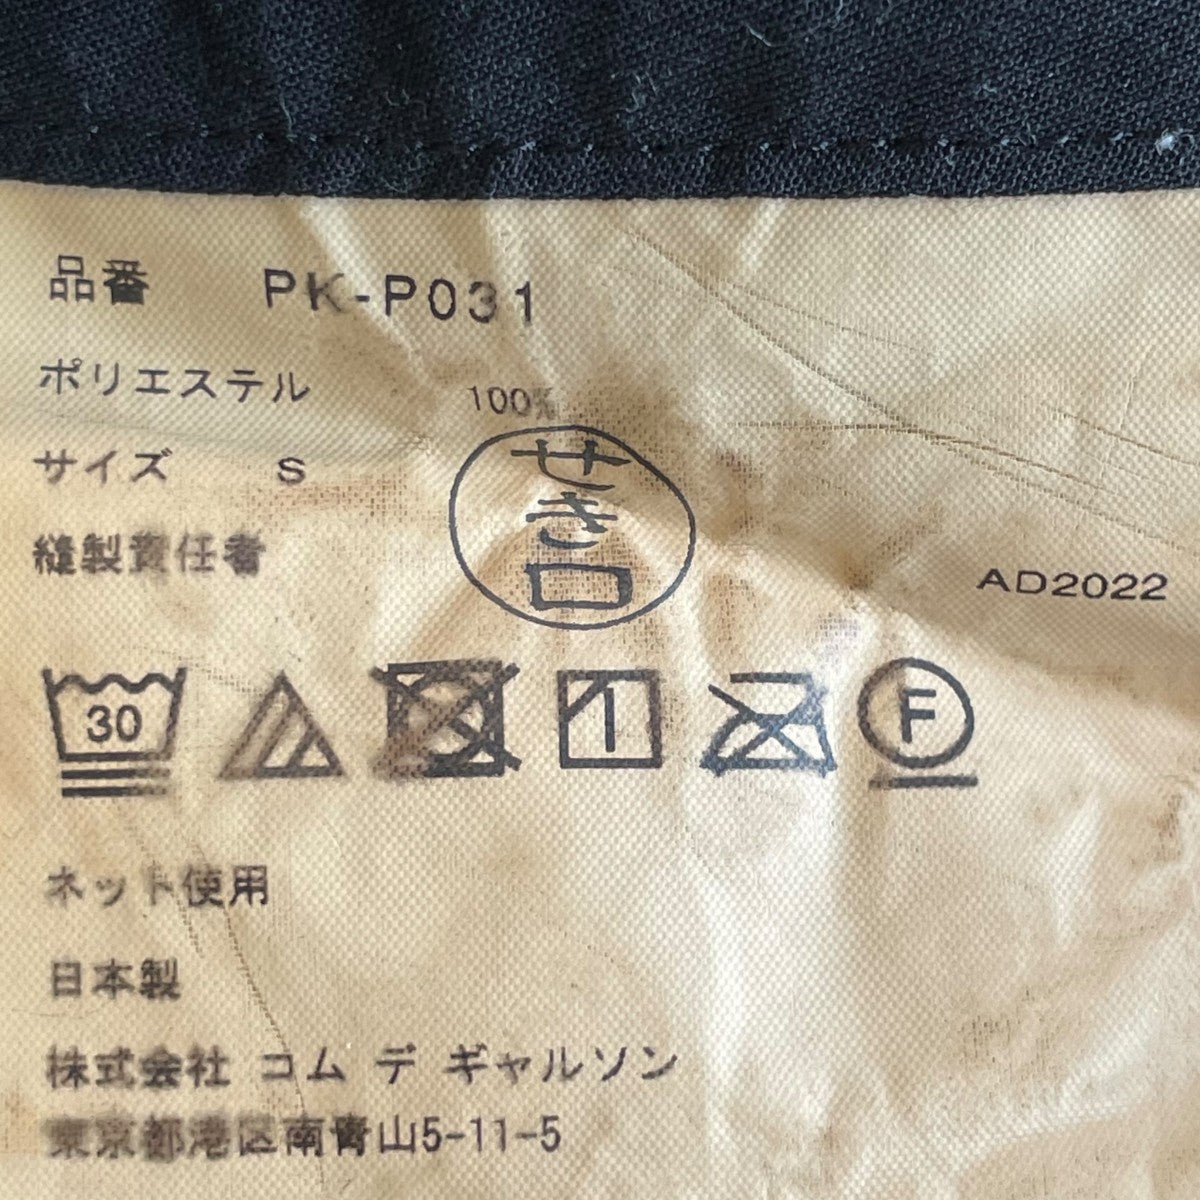 品番 PK-P031
ポリエステル 100%
サイズ S
縫製責任者 せき口
AD2022
30 1 F
ネット使用
日本製
株式会社 コム デ ギャルソン
東京都港区南青山5-11-5